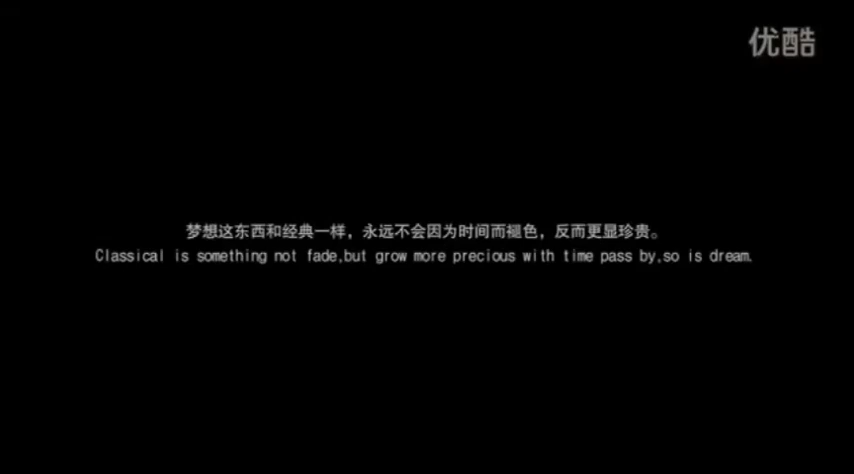 优酷
梦想这东西和经典一样，永远不会因为时间而褪色，反而更显珍贵。
Classical is something not fade,but grow more precious with time pass by,so is dream.